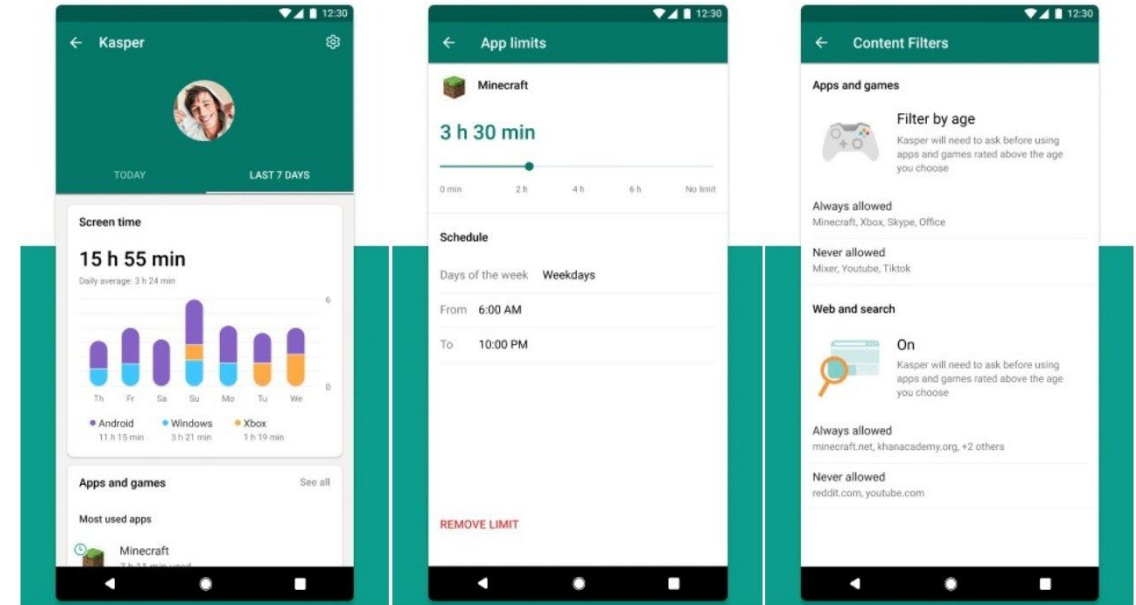 12:30
Kasper
TODAY LAST 7 DAYS
Screen time
15 h 55 min
Daily average: 3 h 24 min
6
0
Th Fr Sa Su Mo Tu We
Android Windows Xbox
11 h 15 min 3 h 21 min 1 h 19 min
Apps and games See all
Most used apps
Minecraft
12:30
App limits
Minecraft
3 h 30 min
0 min 2 h 4 h 6 h No limit
Schedule
Days of the week Weekdays
From 6:00 AM
To 10:00 PM
REMOVE LIMIT
12:30
Content Filters
Apps and games
Filter by age
Kasper will need to ask before using
apps and games rated above the age
you choose
Always allowed
Minecraft, Xbox, Skype, Office
Never allowed
Mixer, Youtube, Tiktok
Web and search
On
Kasper will need to ask before using
apps and games rated above the age
you choose
Always allowed
minecraft.net, khanacademy.org, +2 others
Never allowed
reddit.com, youtube.com